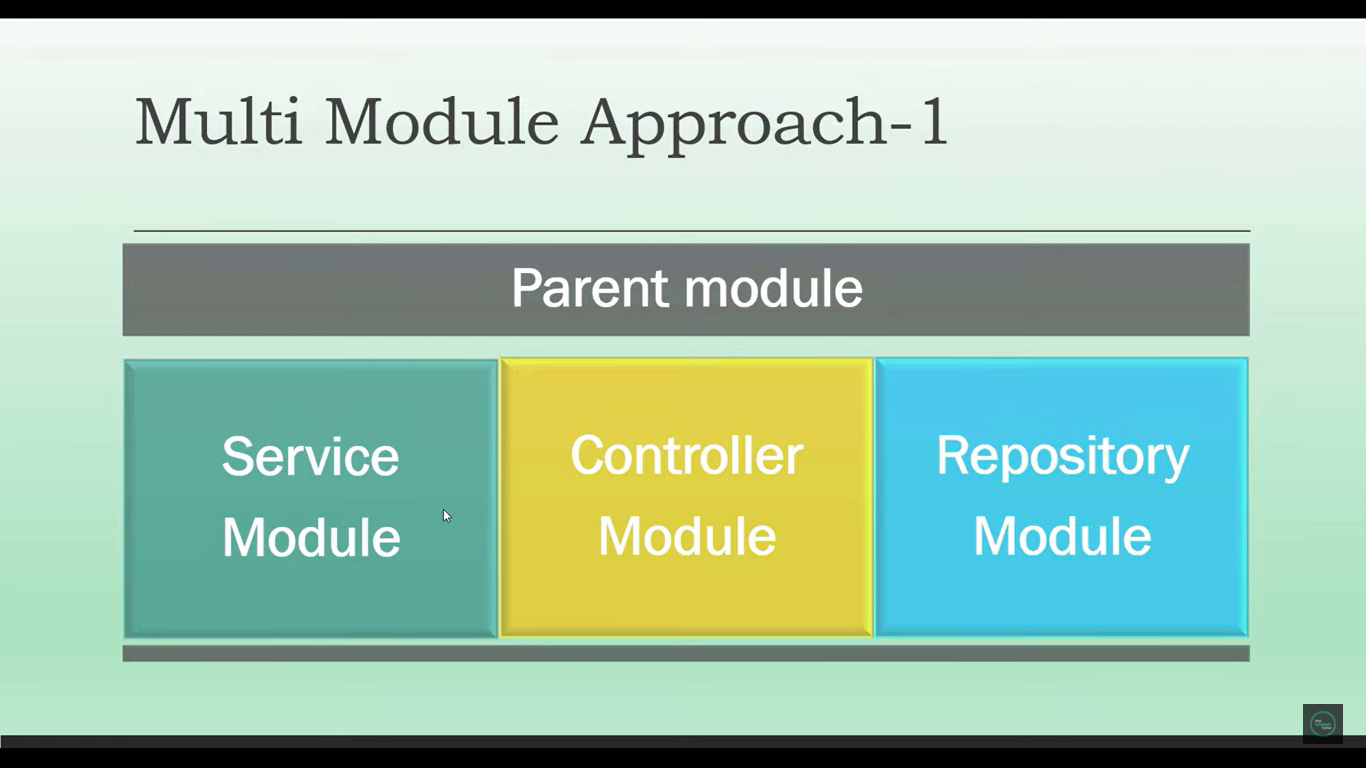 Multi Module Approach-1
Parent module
Service
Module
Controller
Module
Repository
Module